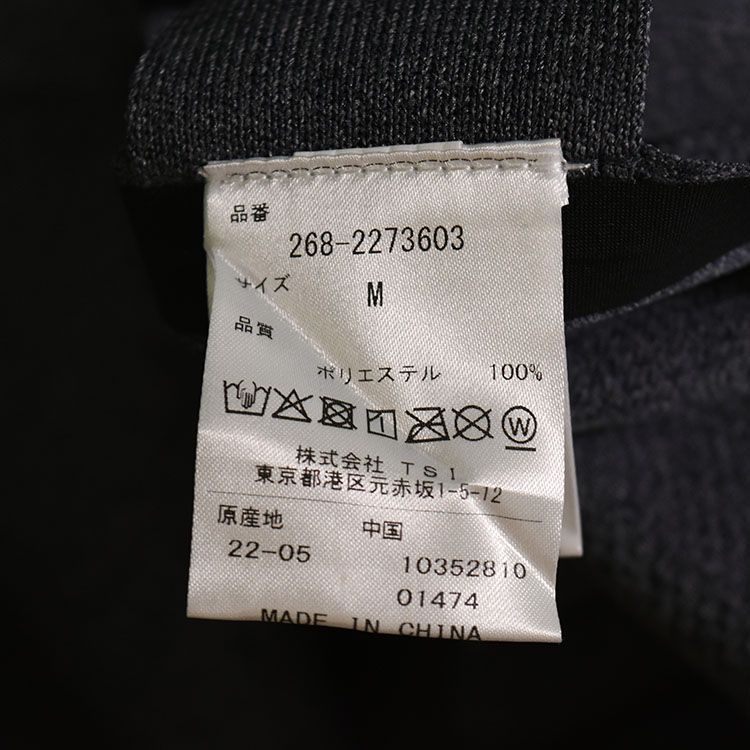 品番
268-2273603
サイズ
M
品質
ポリエステル 100%
W
株式会社 TSI
東京都港区元赤坂1-5-12
原産地 中国
22-05 10352810
01474
MADE IN CHINA